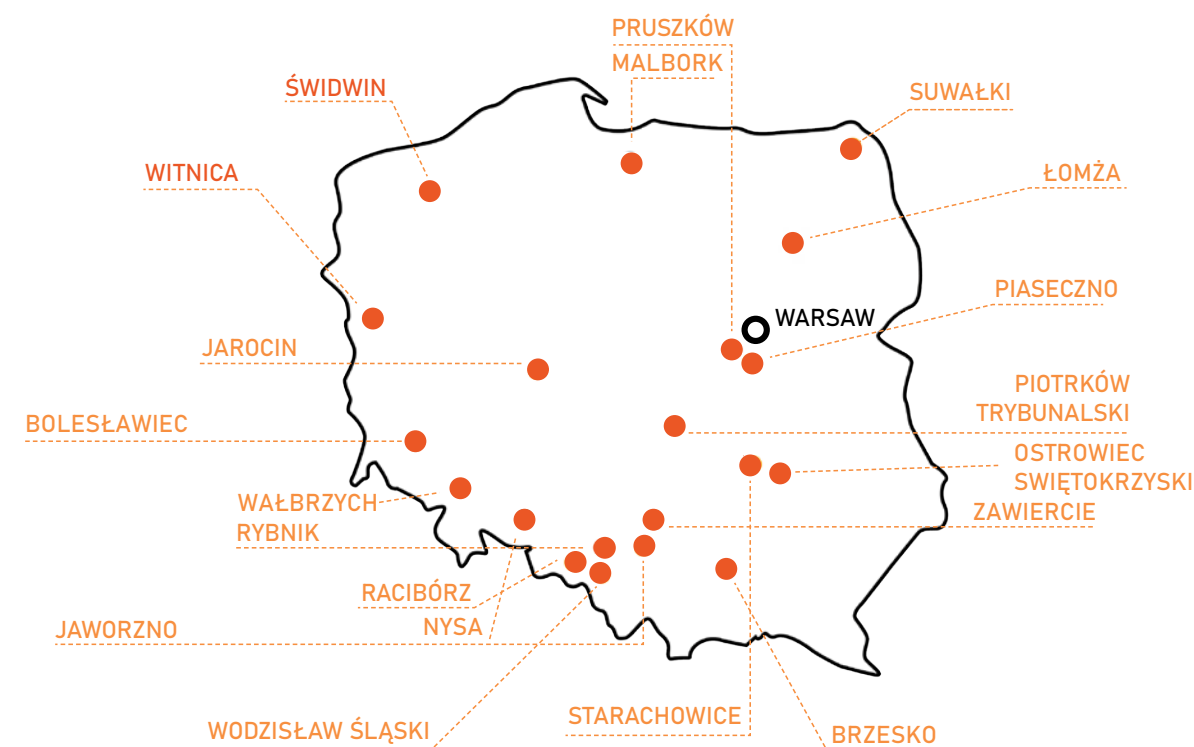 PRUSZKÓW
MALBORK
ŚWIDWIN
SUWAŁKI
WITNICA
ŁOMŻA
PIASECZNO
WARSAW
JAROCIN
PIOTRKÓW
TRYBUNALSKI
BOLESŁAWIEC
OSTROWIEC
SWIĘTOKRZYSKI
WAŁBRZYCH
ZAWIERCIE
RYBNIK
RACIBÓRZ
NYSA
JAWORZNO
STARACHOWICE
WODZISŁAW ŚLĄSKI
BRZESKO